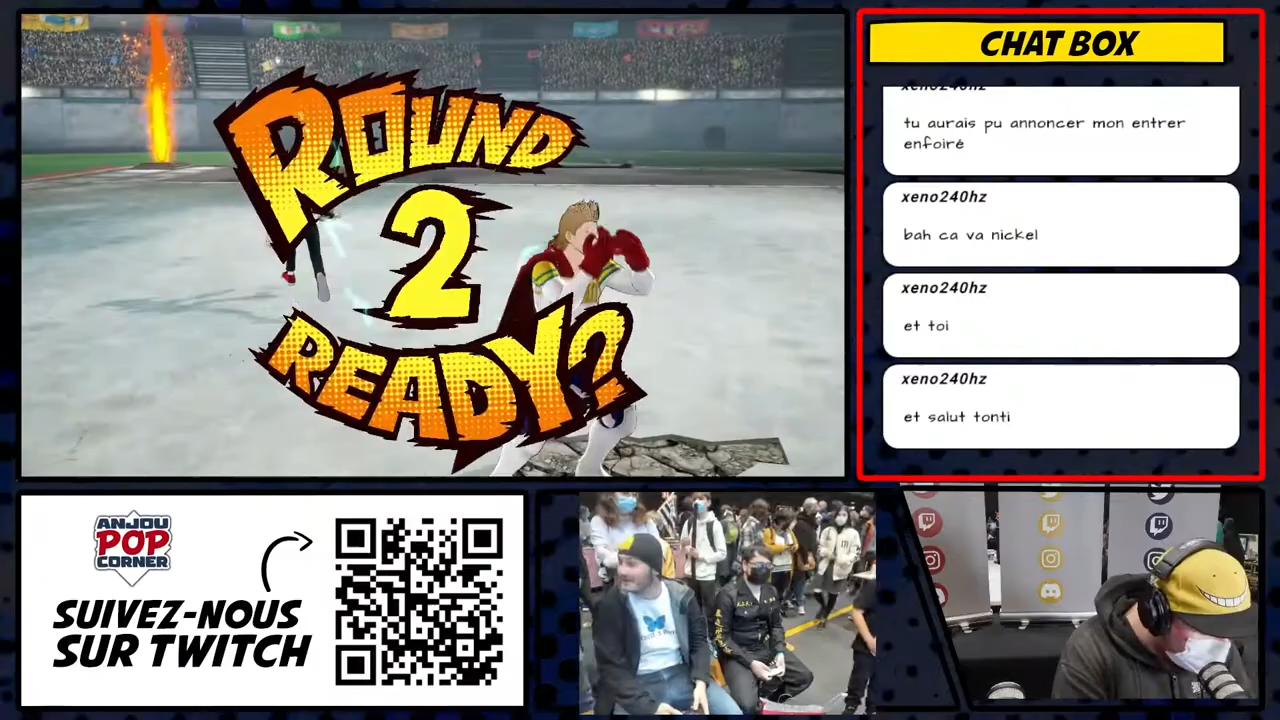 ROUND
2
READY?
CHAT BOX
xeno240hz
tu aurais pu annoncer mon entrer
enfoiré
xeno240hz
bah ca va nickel
xeno240hz
et toi
xeno240hz
et salut tonti
ANJOU
POP
CORNER
SUIVEZ-NOUS
SUR TWITCH